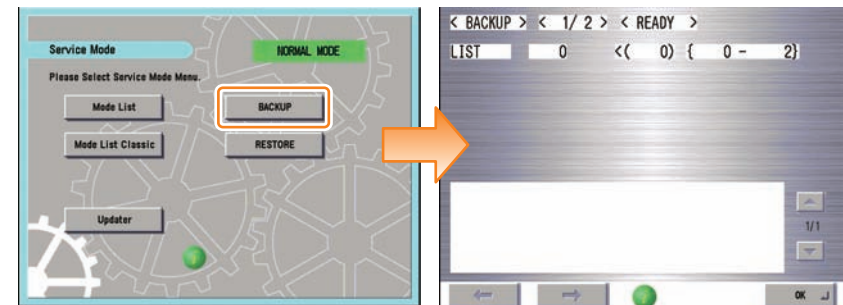 Service Mode
NORMAL MODE
Please Select Service Mode Menu.
Mode List
BACKUP
Mode List Classic
RESTORE
Updater
< BACKUP > < 1/ 2 > < READY >
LIST 0 <( 0) { 0 - 2}
1/1
OK